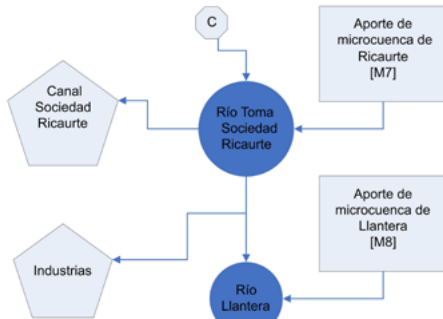 C
Aporte de
microcuenca de
Ricaurte
[M7]
Canal
Sociedad
Ricaurte
Río Toma
Sociedad
Ricaurte
Aporte de
microcuenca de
Llantera
[M8]
Industrias
Río
Llantera